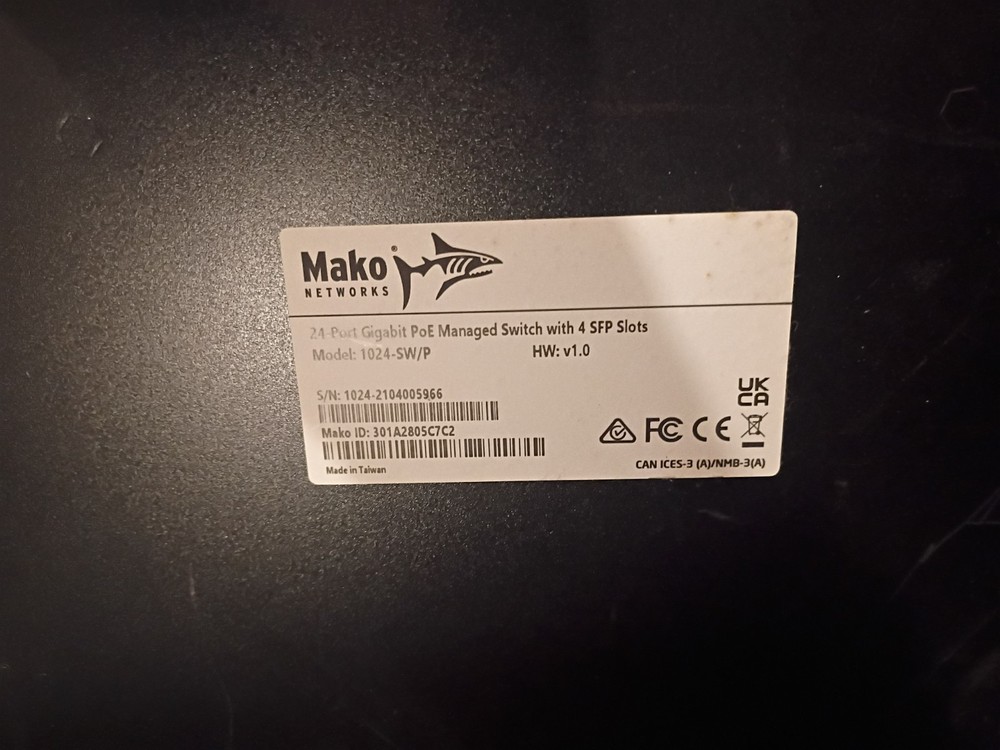 Mako®
NETWORKS
24-Port Gigabit PoE Managed Switch with 4 SFP Slots
Model: 1024-SW/P HW: v1.0
S/N: 1024-2104005966
Mako ID: 301A2805C7C2
Made in Taiwan
UK
CA
FC CE
CAN ICES-3 (A)/NMB-3(A)